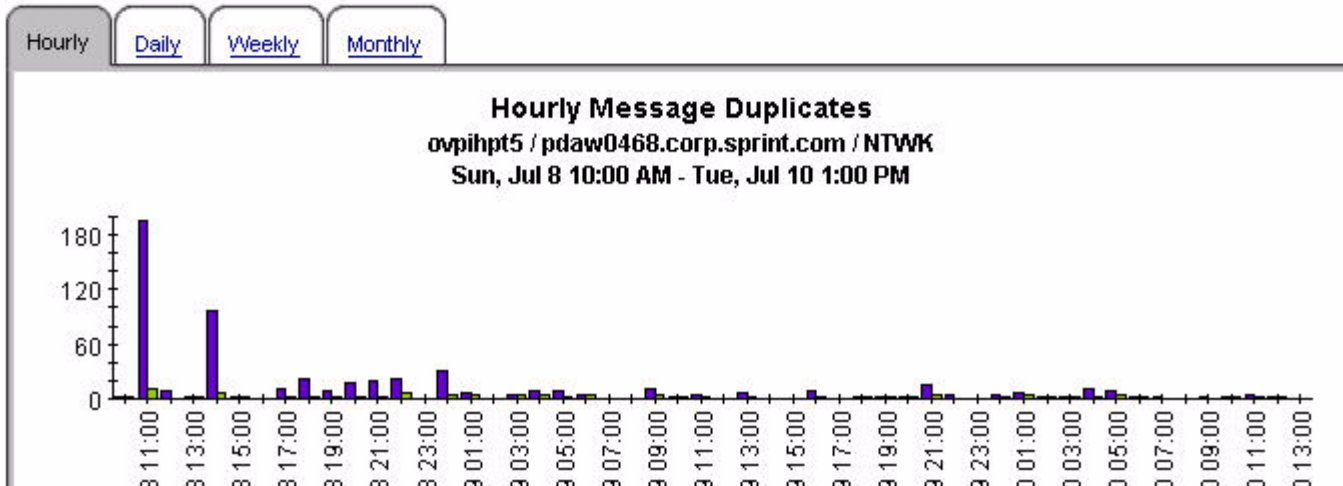 Hourly Daily Weekly Monthly
Hourly Message Duplicates
ovpihpt5 / pdaw0468.corp.sprint.com / NTWK
Sun, Jul 8 10:00 AM - Tue, Jul 10 1:00 PM
180
120
60
0
11:00 13:00 15:00 17:00 19:00 21:00 23:00 01:00 03:00 05:00 07:00 09:00 11:00 13:00 15:00 17:00 19:00 21:00 23:00 01:00 03:00 05:00 07:00 09:00 11:00 13:00